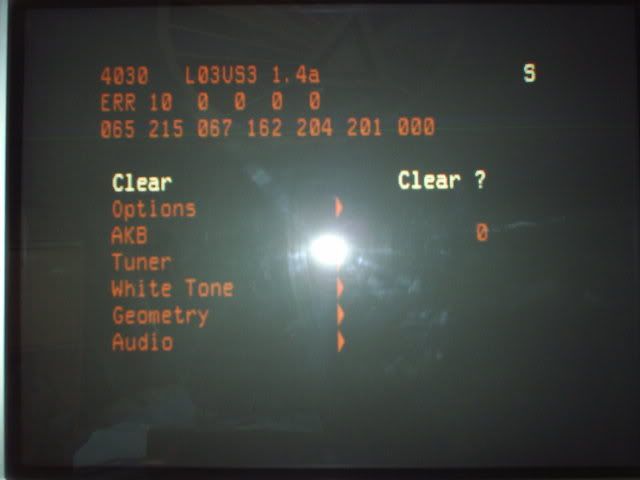 4030 L03US3 1.4a S
ERR 10 0 0 0 0
065 215 067 162 204 201 000
Clear Clear ?
Options
AKB 0
Tuner
White Tone
Geometry
Audio